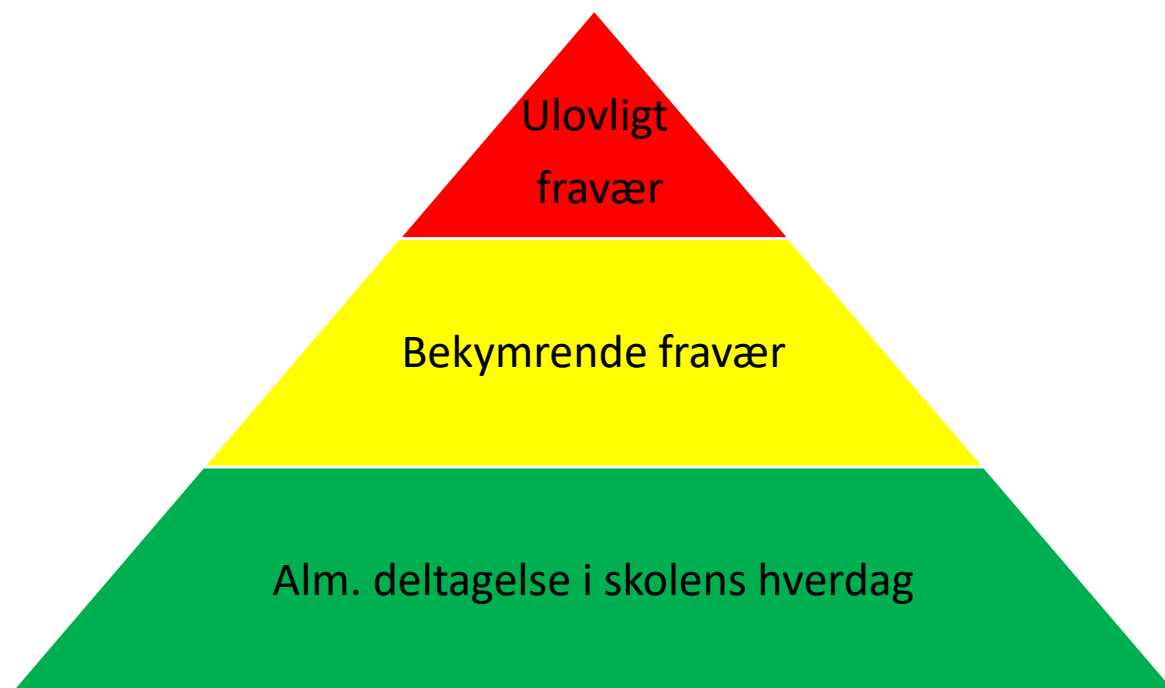 Ulovligt
fravær
Bekymrende fravær
Alm. deltagelse i skolens hverdag